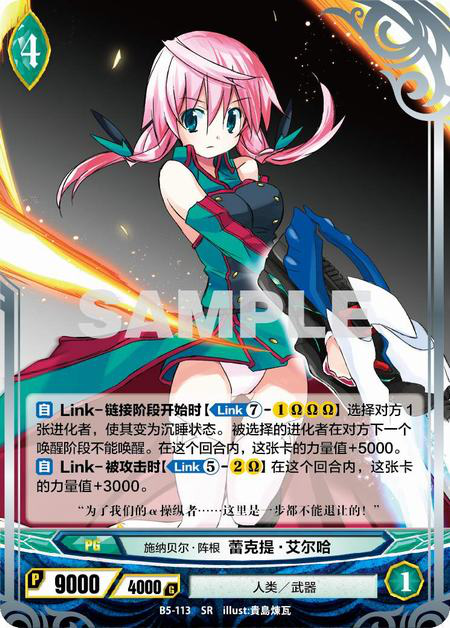 4
SAMPLE
自 Link-链接阶段开始时【Link⑦-1ΩΩΩ】选择对方1
张进化者,使其变为沉睡状态。被选择的进化者在对方下一个
唤醒阶段不能唤醒。在这个回合内,这张卡的力量值+5000。
自 Link-被攻击时【Link⑤-2Ω】在这个回合内,这张卡
的力量值+3000。
“为了我们的α操纵者……这里是一步都不能退让的!”
PG 施纳贝尔·阵根 蕾克提·艾尔哈
P 9000 / 4000 G 人类/武器 1
B5-113 SR illust:貴島煉瓦